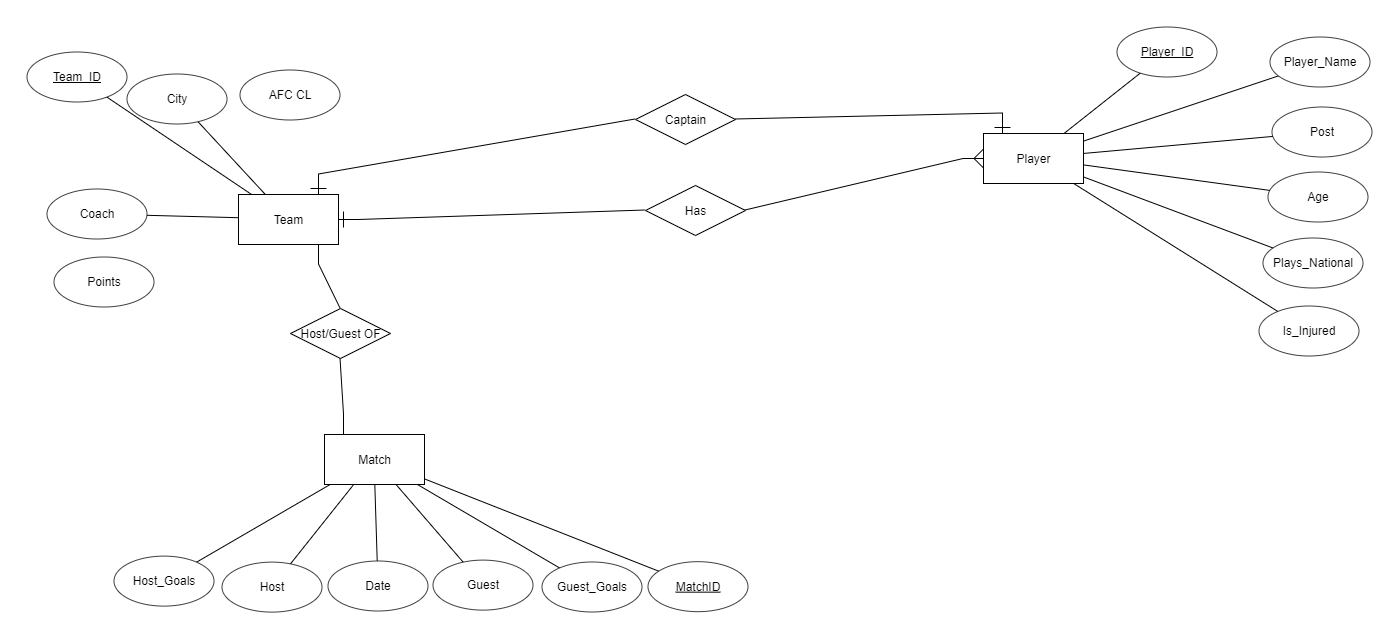 Team_ID
City
AFC CL
Captain
Player_ID
Player_Name
Post
Player
Age
Has
Coach
Team
Plays_National
Points
Is_Injured
Host/Guest OF
Match
Host_Goals
Host
Date
Guest
Guest_Goals
MatchID